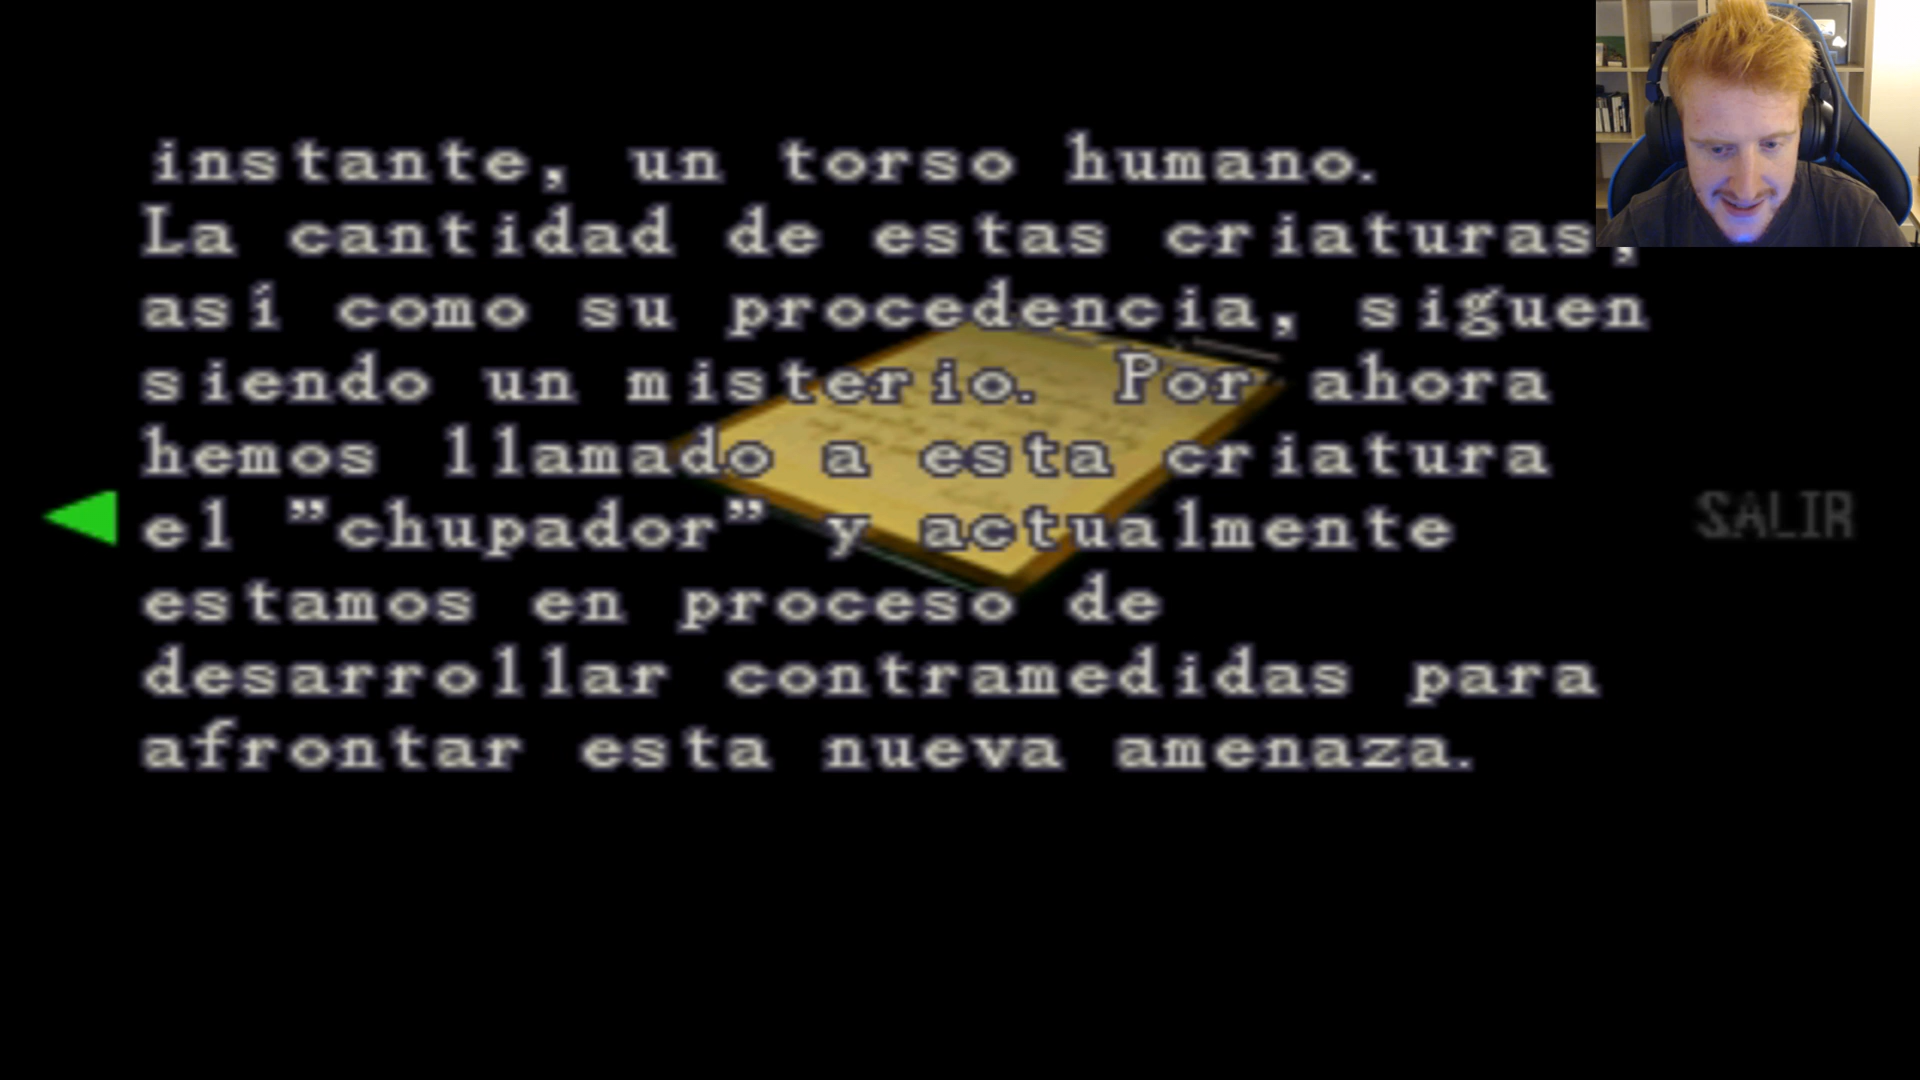 instante, un torso humano.
La cantidad de estas criaturas,
así como su procedencia, siguen
siendo un misterio. Por ahora
hemos llamado a esta criatura
el "chupador" y actualmente
estamos en proceso de
desarrollar contramedidas para
afrontar esta nueva amenaza.
SALIR